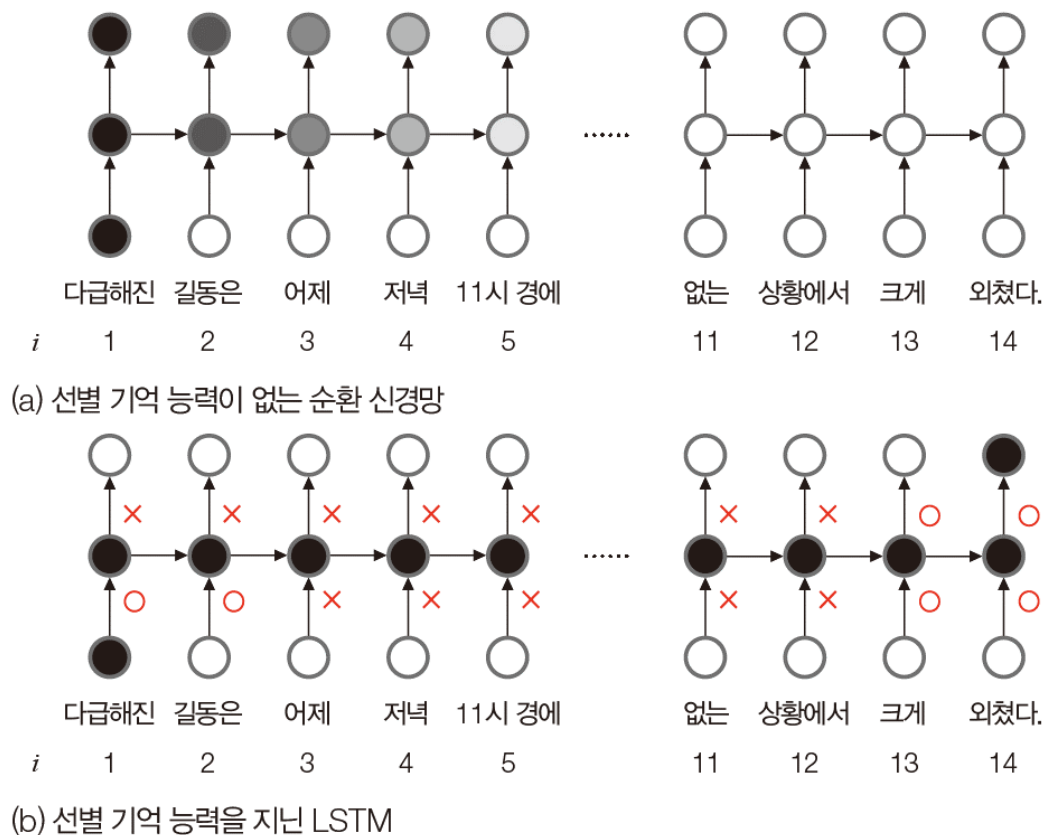 다급해진 길동은 어제 저녁 11시 경에 ...... 없는 상황에서 크게 외쳤다.
i 1 2 3 4 5 11 12 13 14
(a) 선별 기억 능력이 없는 순환 신경망
× × × × × ...... × × ○ ○
○ ○ × × × × × ○ ○
다급해진 길동은 어제 저녁 11시 경에 없는 상황에서 크게 외쳤다.
i 1 2 3 4 5 11 12 13 14
(b) 선별 기억 능력을 지닌 LSTM